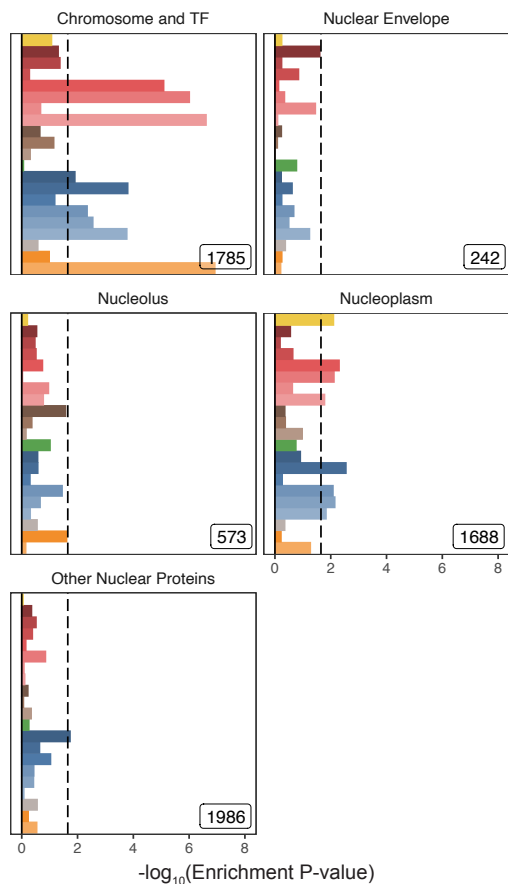 Chromosome and TF
Nuclear Envelope
1785
242
Nucleolus
Nucleoplasm
573
1688
0 2 4 6 8
Other Nuclear Proteins
1986
0 2 4 6 8
-log10(Enrichment P-value)